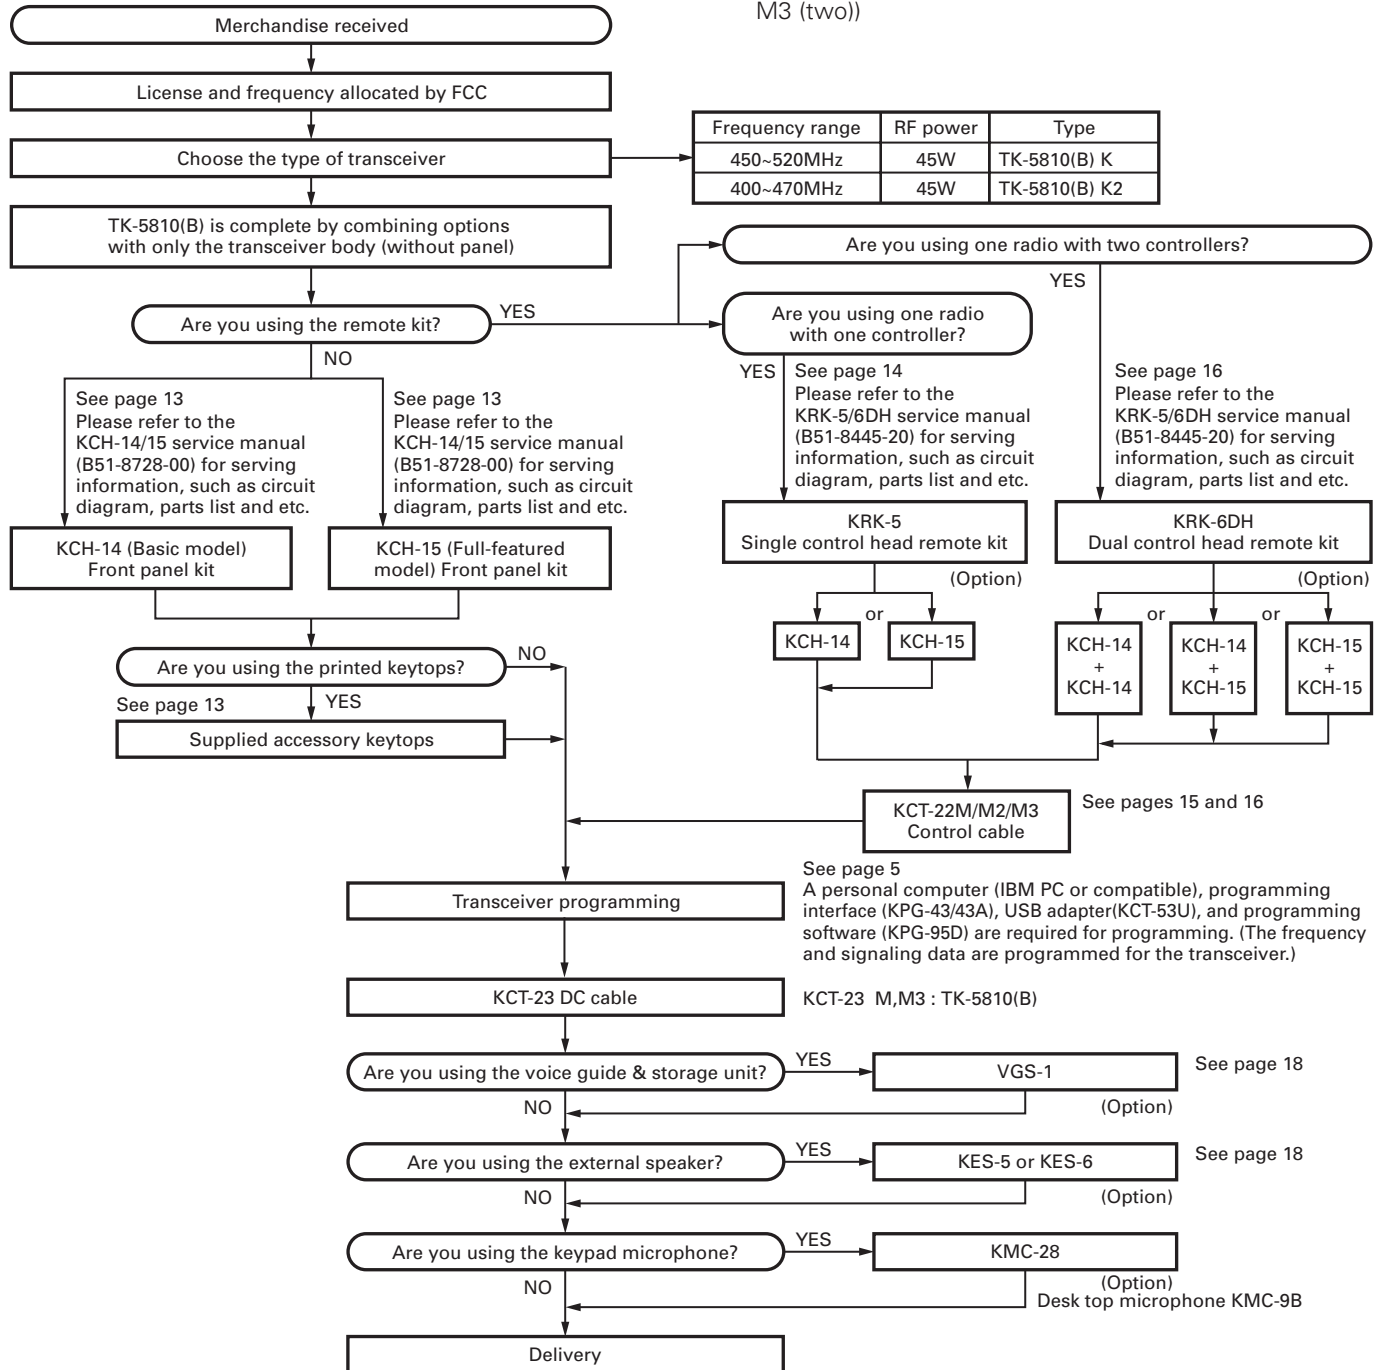 M3 (two))
Merchandise received
License and frequency allocated by FCC
Choose the type of transceiver
Frequency range RF power Type
450~520MHz 45W TK-5810(B) K
400~470MHz 45W TK-5810(B) K2
TK-5810(B) is complete by combining options
with only the transceiver body (without panel)
Are you using one radio with two controllers?
YES
Are you using the remote kit?
YES
NO
Are you using one radio
with one controller?
YES
See page 13
Please refer to the
KCH-14/15 service manual
(B51-8728-00) for serving
information, such as circuit
diagram, parts list and etc.
See page 13
Please refer to the
KCH-14/15 service manual
(B51-8728-00) for serving
information, such as circuit
diagram, parts list and etc.
See page 14
Please refer to the
KRK-5/6DH service manual
(B51-8445-20) for serving
information, such as circuit
diagram, parts list and etc.
See page 16
Please refer to the
KRK-5/6DH service manual
(B51-8445-20) for serving
information, such as circuit
diagram, parts list and etc.
KCH-14 (Basic model)
Front panel kit
KCH-15 (Full-featured
model) Front panel kit
KRK-5
Single control head remote kit
(Option)
KRK-6DH
Dual control head remote kit
(Option)
KCH-14
or
KCH-15
KCH-14
+
KCH-14
or
KCH-14
+
KCH-15
or
KCH-15
+
KCH-15
Are you using the printed keytops?
NO
YES
See page 13
Supplied accessory keytops
KCT-22M/M2/M3
Control cable
See pages 15 and 16
Transceiver programming
See page 5
A personal computer (IBM PC or compatible), programming
interface (KPG-43/43A), USB adapter(KCT-53U), and programming
software (KPG-95D) are required for programming. (The frequency
and signaling data are programmed for the transceiver.)
KCT-23 DC cable
KCT-23 M,M3 : TK-5810(B)
Are you using the voice guide & storage unit?
YES
VGS-1
See page 18
NO
(Option)
Are you using the external speaker?
YES
KES-5 or KES-6
See page 18
NO
(Option)
Are you using the keypad microphone?
YES
KMC-28
NO
(Option)
Desk top microphone KMC-9B
Delivery